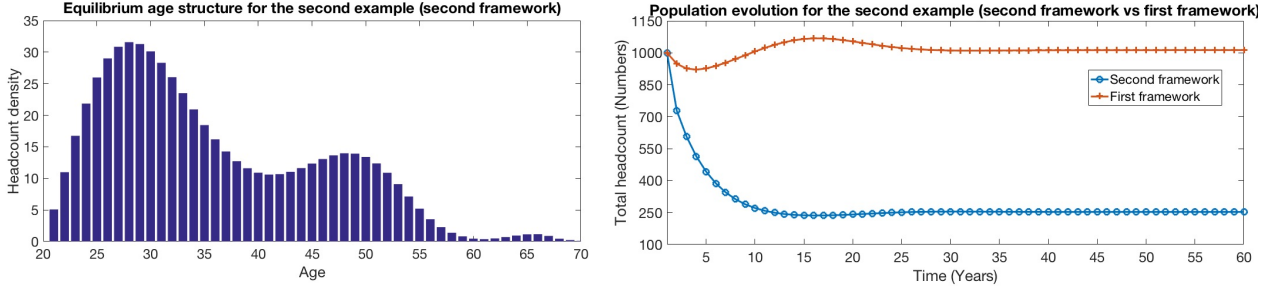 Equilibrium age structure for the second example (second framework)
35
30
25
20
15
10
5
0
Headcount density
20 25 30 35 40 45 50 55 60 65 70
Age
Population evolution for the second example (second framework vs first framework)
1150
1000
850
700
550
400
250
100
Total headcount (Numbers)
Second framework
First framework
5 10 15 20 25 30 35 40 45 50 55 60
Time (Years)